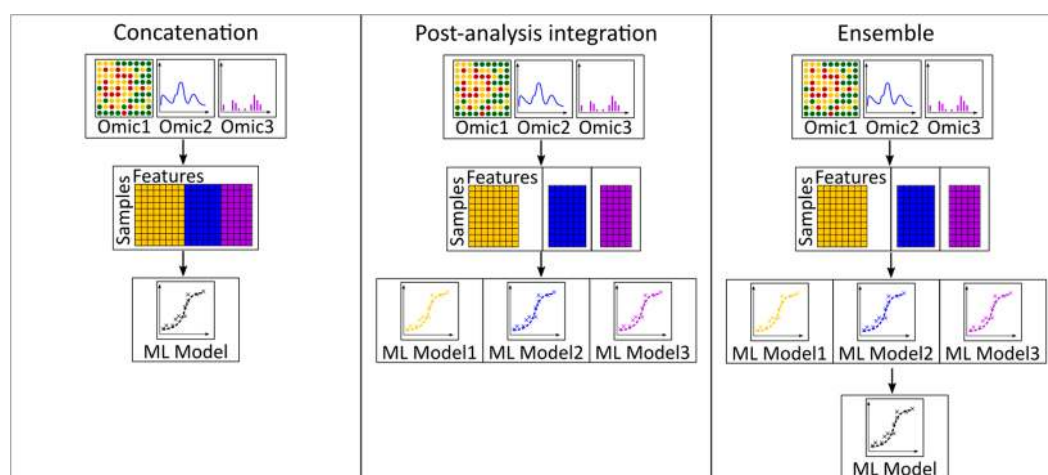 Concatenation
Omic1 Omic2 Omic3
Features
Samples
ML Model
Post-analysis integration
Omic1 Omic2 Omic3
Features
Samples
ML Model1 ML Model2 ML Model3
Ensemble
Omic1 Omic2 Omic3
Features
Samples
ML Model1 ML Model2 ML Model3
ML Model